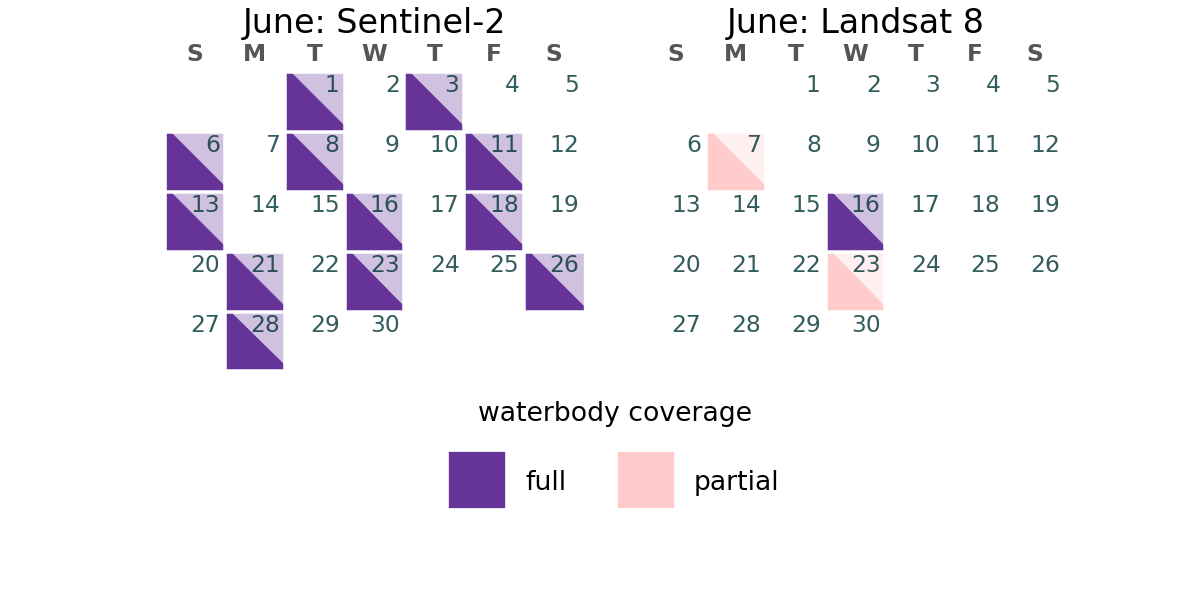 June: Sentinel-2
S M T W T F S
1 2 3 4 5
6 7 8 9 10 11 12
13 14 15 16 17 18 19
20 21 22 23 24 25 26
27 28 29 30
June: Landsat 8
S M T W T F S
1 2 3 4 5
6 7 8 9 10 11 12
13 14 15 16 17 18 19
20 21 22 23 24 25 26
27 28 29 30
waterbody coverage
full partial